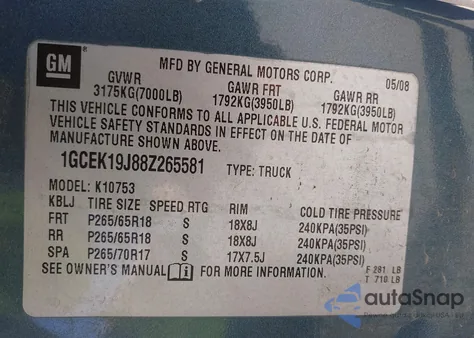 GM
MFD BY GENERAL MOTORS CORP. 05/08
GVWR GAWR FRT GAWR RR
3175KG(7000LB) 1792KG(3950LB) 1792KG(3950LB)
THIS VEHICLE CONFORMS TO ALL APPLICABLE U.S. FEDERAL MOTOR
VEHICLE SAFETY STANDARDS IN EFFECT ON THE DATE OF
MANUFACTURE SHOWN ABOVE.
1GCEK19J88Z265581 TYPE: TRUCK
MODEL: K10753
KBLJ TIRE SIZE SPEED RTG RIM COLD TIRE PRESSURE
FRT P265/65R18 S 18X8J 240KPA(35PSI)
RR P265/65R18 S 18X8J 240KPA(35PSI)
SPA P265/70R17 S 17X7.5J 240KPA(35PSI)
SEE OWNER'S MANUAL FOR MORE INFORMATION.
F 281 LB
T 710 LB
autoSnap